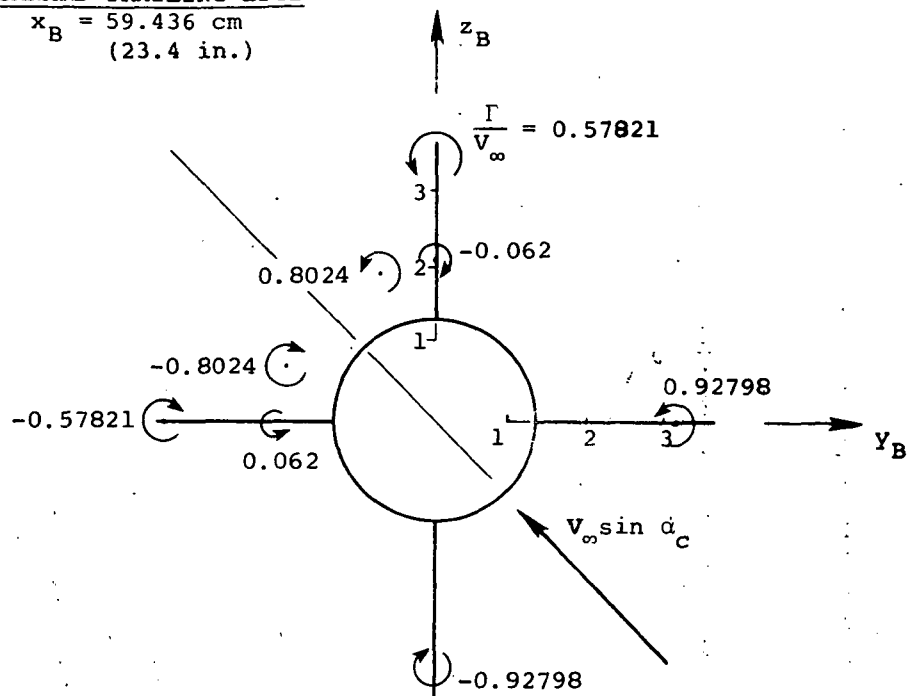 x_B = 59.436 cm
(23.4 in.)
z_B
Γ/V_∞ = 0.57821
3
-0.062
2
0.8024
1
-0.8024
0.92798
-0.57821
0.062
1 2 3
Y_B
V_∞ sin α_c
-0.92798